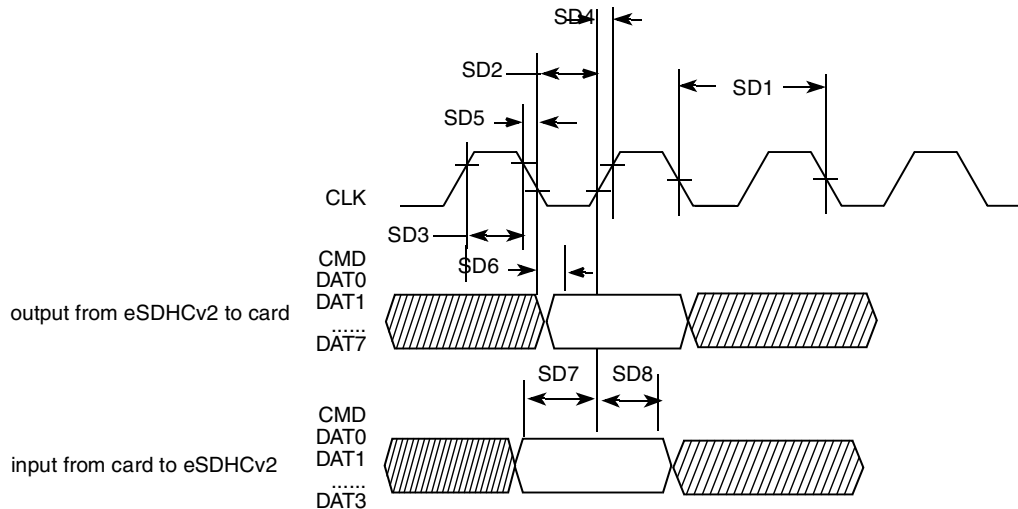 SD4
SD2
SD1
SD5
CLK
SD3
CMD
SD6
DAT0
output from eSDHCv2 to card
DAT1
......
DAT7
SD7
SD8
CMD
DAT0
input from card to eSDHCv2
DAT1
......
DAT3